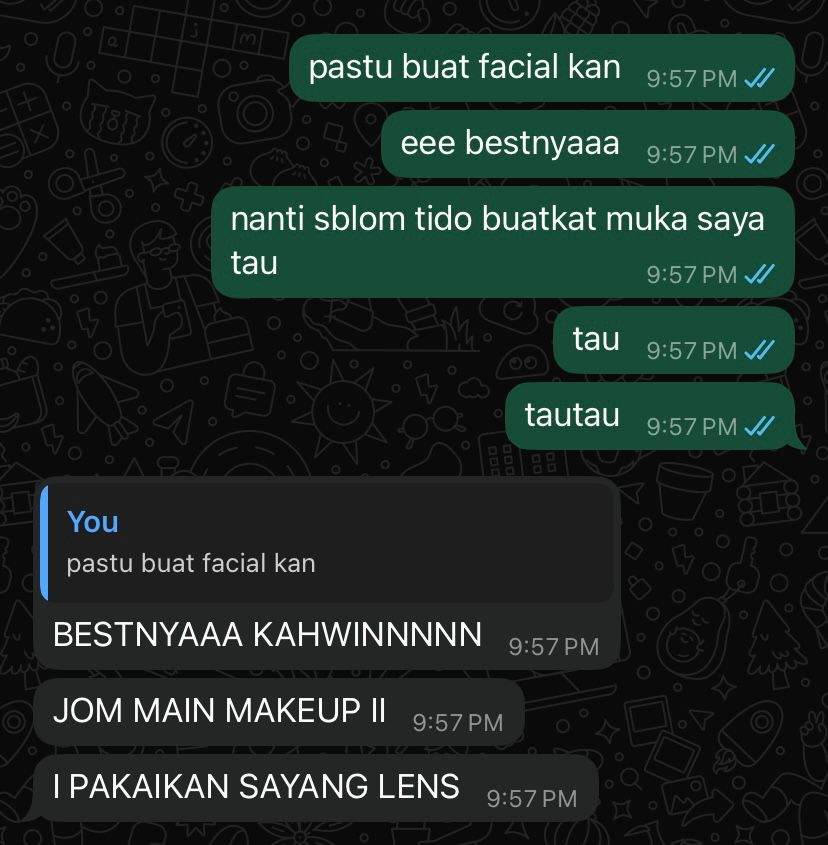 pastu buat facial kan 9:57 PM
eee bestnyaaa 9:57 PM
nanti sblom tido buatkat muka saya
tau 9:57 PM
tau 9:57 PM
tautau 9:57 PM
You
pastu buat facial kan
BESTNYAAA KAHWINNNNN 9:57 PM
JOM MAIN MAKEUP II 9:57 PM
I PAKAIKAN SAYANG LENS 9:57 PM